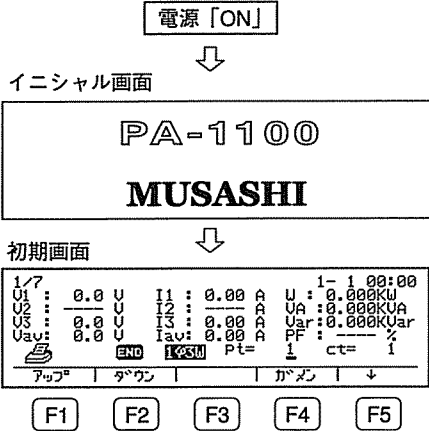 電源「ON」
イニシャル画面
PA-1100
MUSASHI
初期画面
1/7 1- 1 00:00
V1 : 0.0 V I1 : 0.00 A W : 0.000KW
V2 : ---- V I2 : ---- A VA :0.000KVA
V3 : 0.0 V I3 : 0.00 A Var:0.000KVar
Vav: 0.0 V Iav: 0.00 A PF : ---- %
END 1φ3W Pt= 1 ct= 1
アップ ダウン ガメン ↓
F1 F2 F3 F4 F5